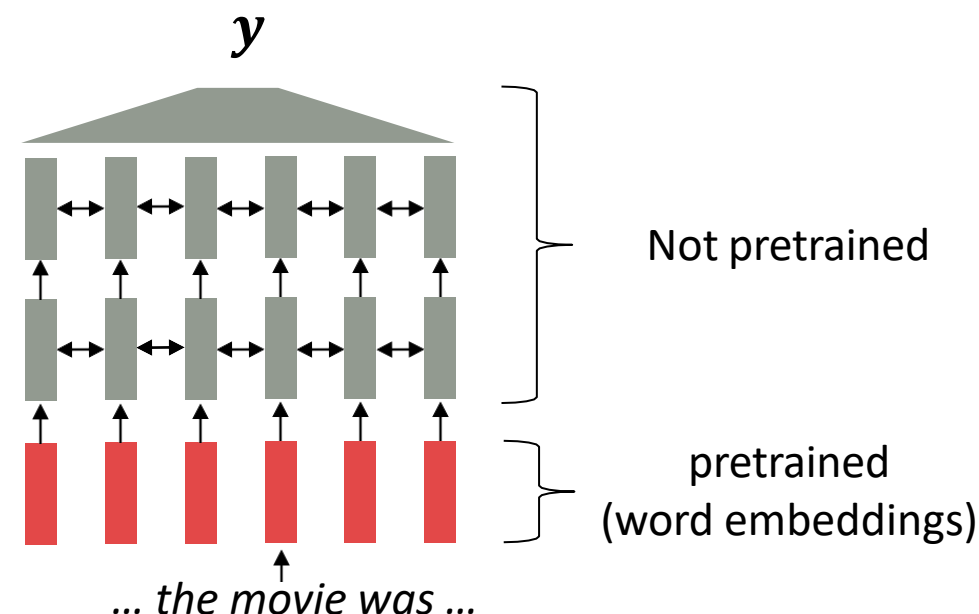 y
Not pretrained
pretrained
(word embeddings)
... the movie was ...